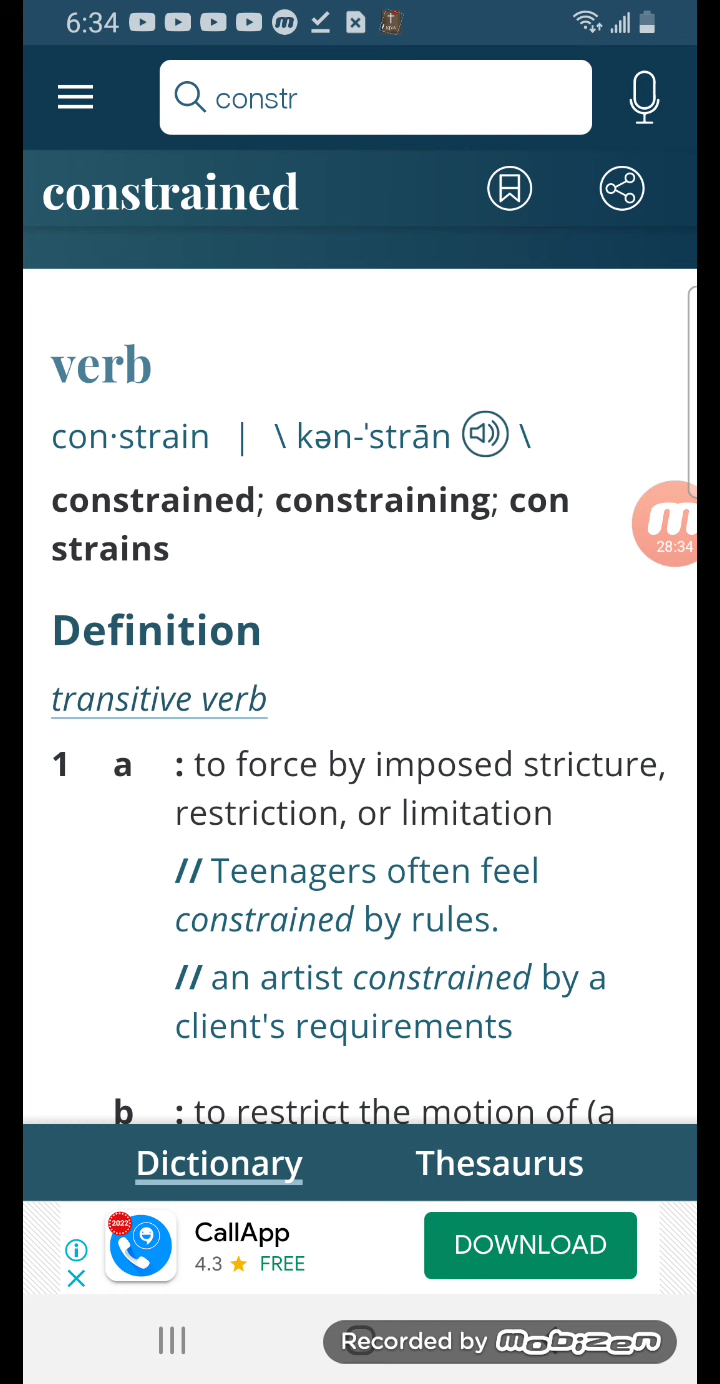 6:34
constr
constrained
verb
con·strain | \ kən-ˈstrān \
constrained; constraining; con
strains
28:34
Definition
transitive verb
1 a : to force by imposed stricture,
restriction, or limitation
// Teenagers often feel
constrained by rules.
// an artist constrained by a
client's requirements
b : to restrict the motion of (a
Dictionary Thesaurus
2022
CallApp
4.3 FREE
DOWNLOAD
Recorded by mobizen